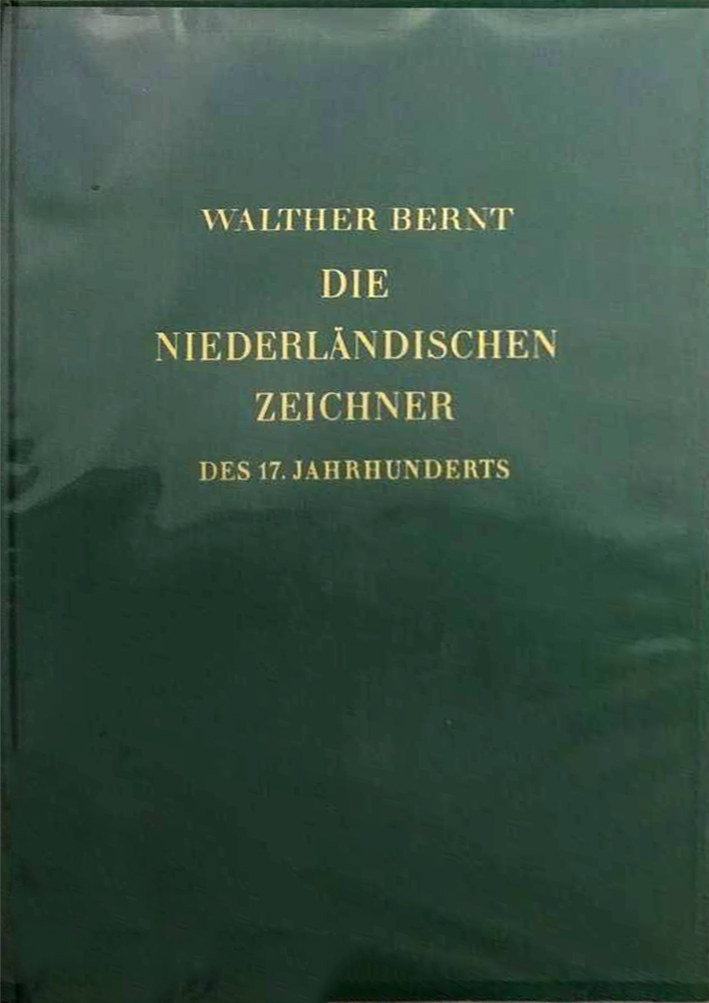 WALTHER BERNT
DIE
NIEDERLÄNDISCHEN
ZEICHNER
DES 17. JAHRHUNDERTS